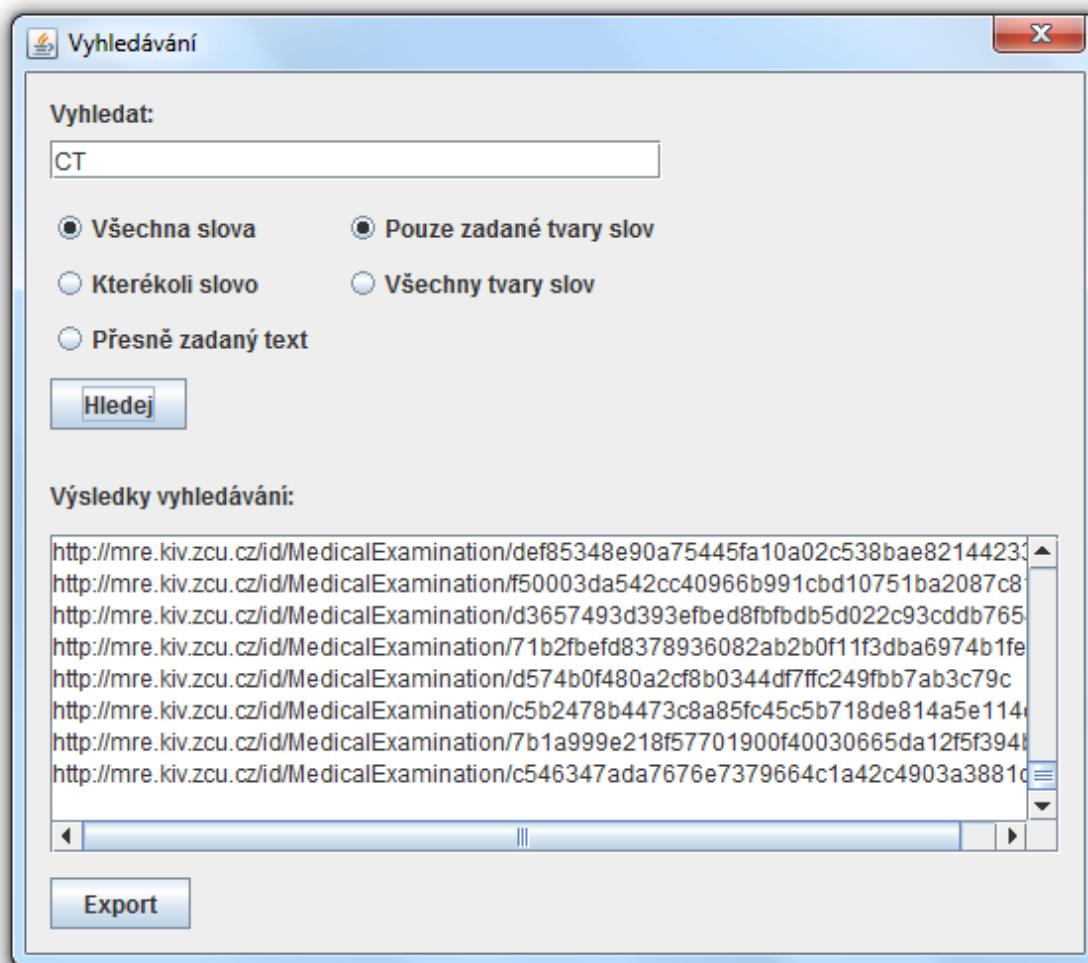 Vyhledávání
Vyhledat:
CT
Všechna slova Pouze zadané tvary slov
Kterékoli slovo Všechny tvary slov
Přesně zadaný text
Hledej
Výsledky vyhledávání:
http://mre.kiv.zcu.cz/id/MedicalExamination/def85348e90a75445fa10a02c538bae82144233
http://mre.kiv.zcu.cz/id/MedicalExamination/f50003da542cc40966b991cbd10751ba2087c81
http://mre.kiv.zcu.cz/id/MedicalExamination/d3657493d393efbed8fbfbdb5d022c93cddb765
http://mre.kiv.zcu.cz/id/MedicalExamination/71b2fbefd8378936082ab2b0f11f3dba6974b1fe
http://mre.kiv.zcu.cz/id/MedicalExamination/d574b0f480a2cf8b0344df7ffc249fbb7ab3c79c
http://mre.kiv.zcu.cz/id/MedicalExamination/c5b2478b4473c8a85fc45c5b718de814a5e114
http://mre.kiv.zcu.cz/id/MedicalExamination/7b1a999e218f57701900f40030665da12f5f394
http://mre.kiv.zcu.cz/id/MedicalExamination/c546347ada7676e7379664c1a42c4903a3881
Export